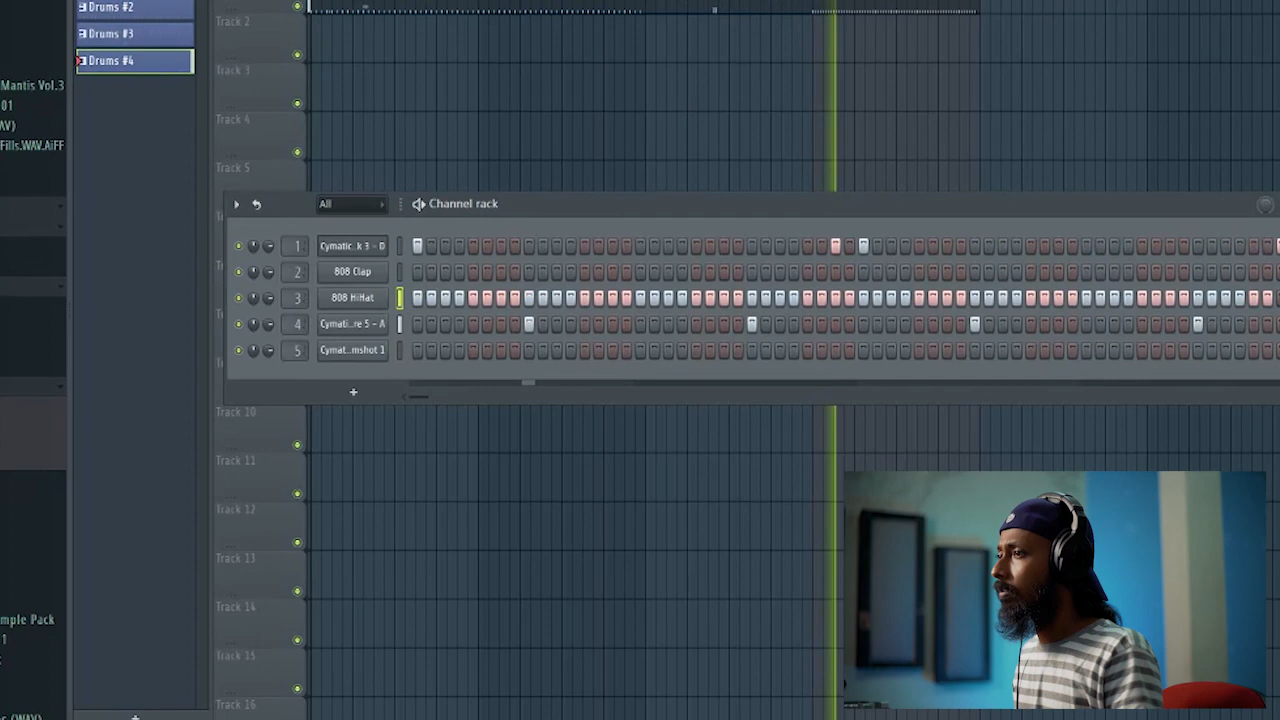 Drums #2
Drums #3
Drums #4
Mantis Vol.3
01
AV)
Fills.WAV.AiFF
mple Pack
1
(WAV)
Track 2
Track 3
Track 4
Track 5
All
Channel rack
1 Cymatic..k 3 - D
2 808 Clap
3 808 HiHat
4 Cymati..re 5 - A
5 Cymat..mshot 1
+
Track 10
Track 11
Track 12
Track 13
Track 14
Track 15
Track 16